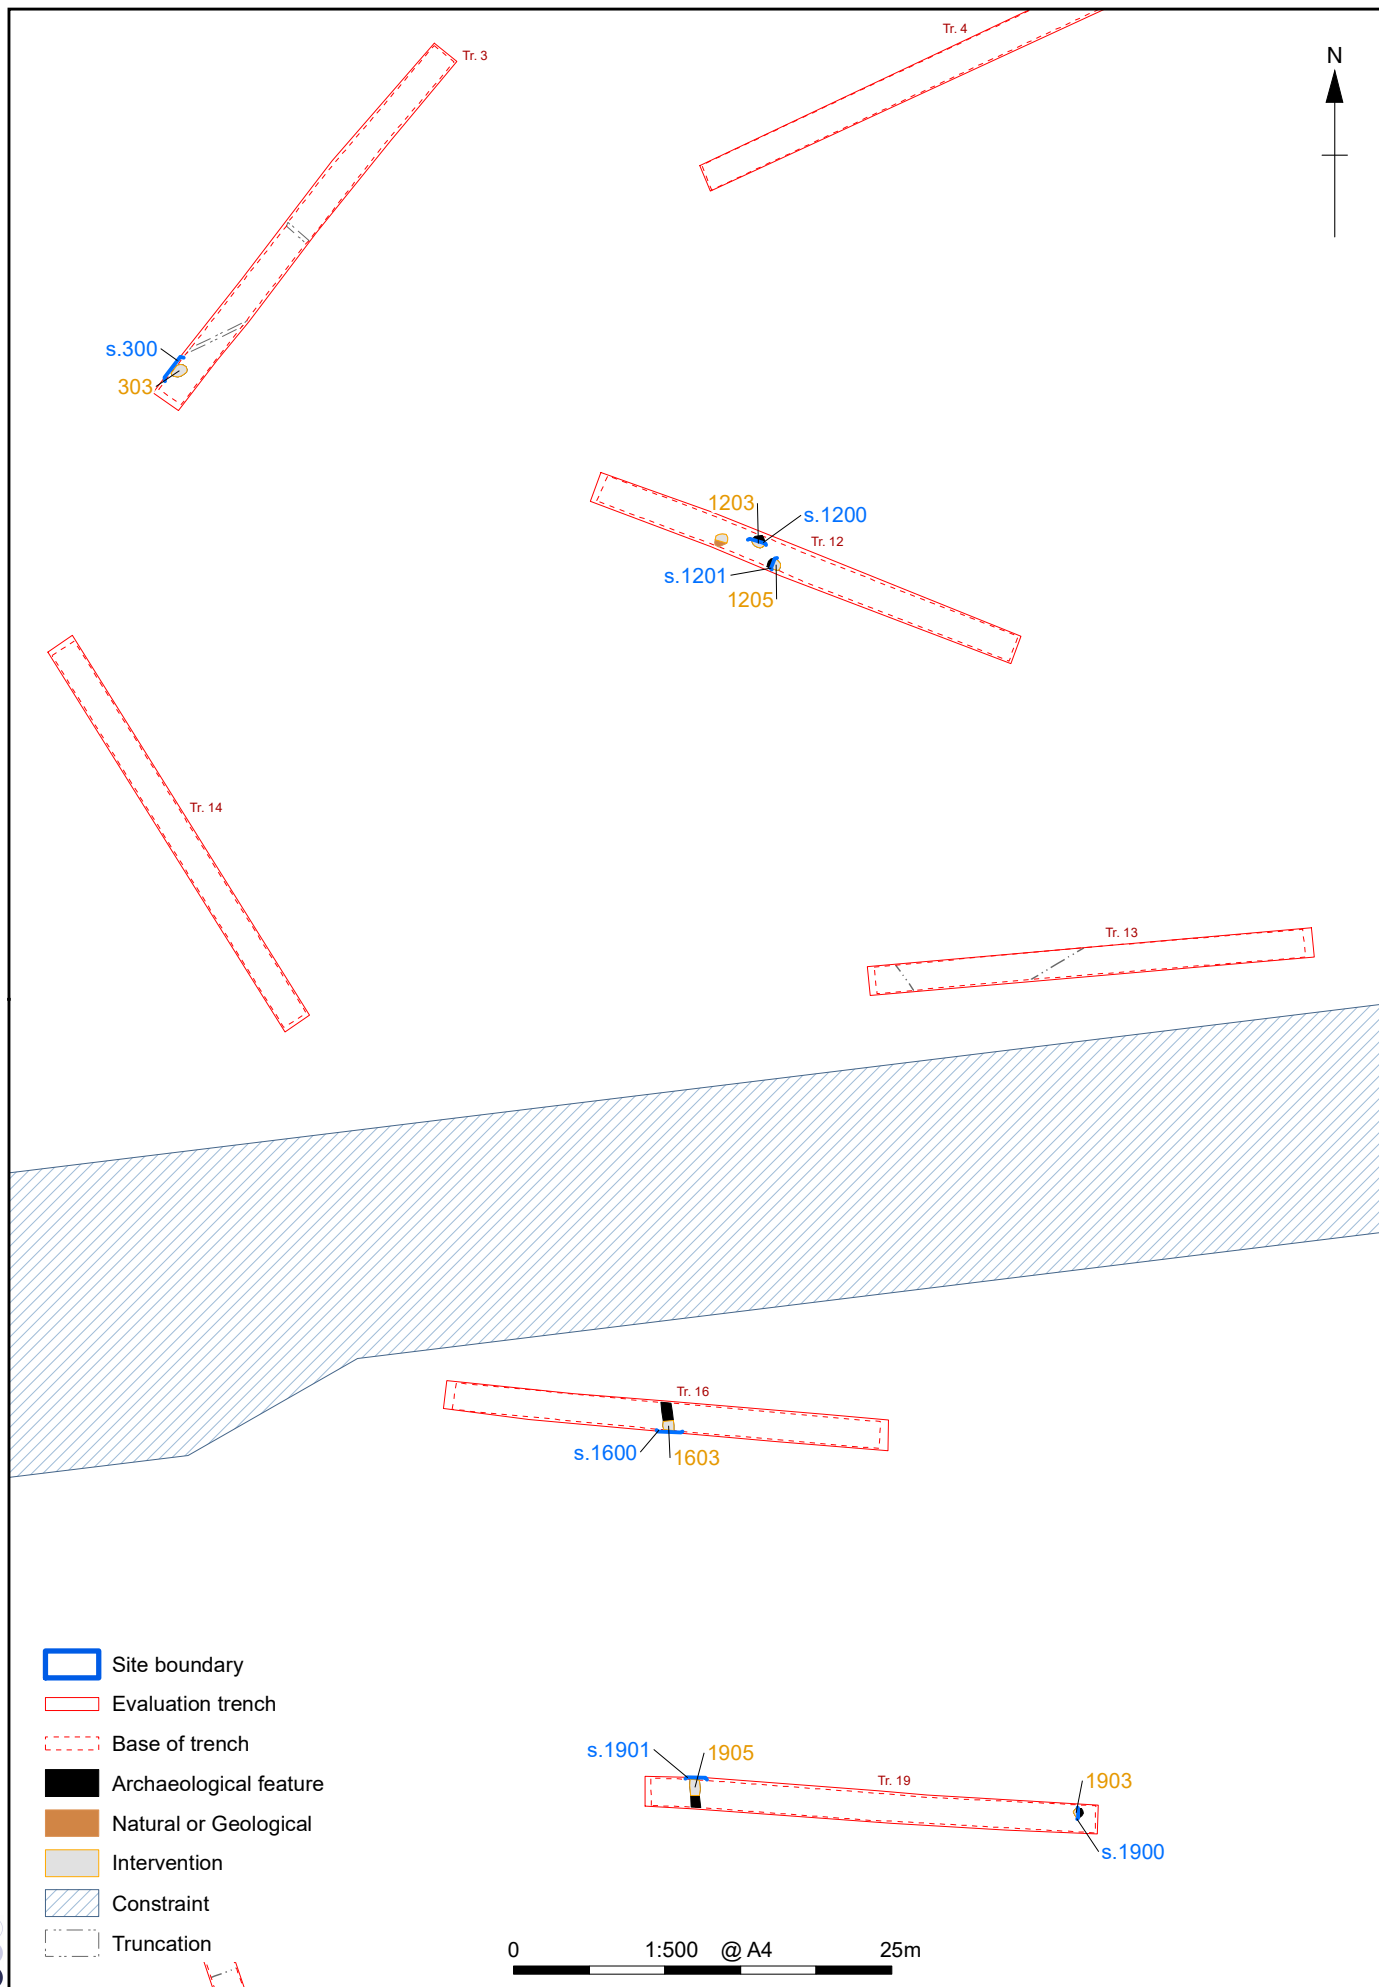 Tr. 4
N
Tr. 3
s.300
303
1203
s.1200
Tr. 12
s.1201
1205
Tr. 14
Tr. 13
Tr. 16
s.1600
1603
Site boundary
Evaluation trench
Base of trench
Archaeological feature
Natural or Geological
Intervention
Constraint
Truncation
s.1901
1905
Tr. 19
1903
s.1900
0 1:500 @ A4 25m